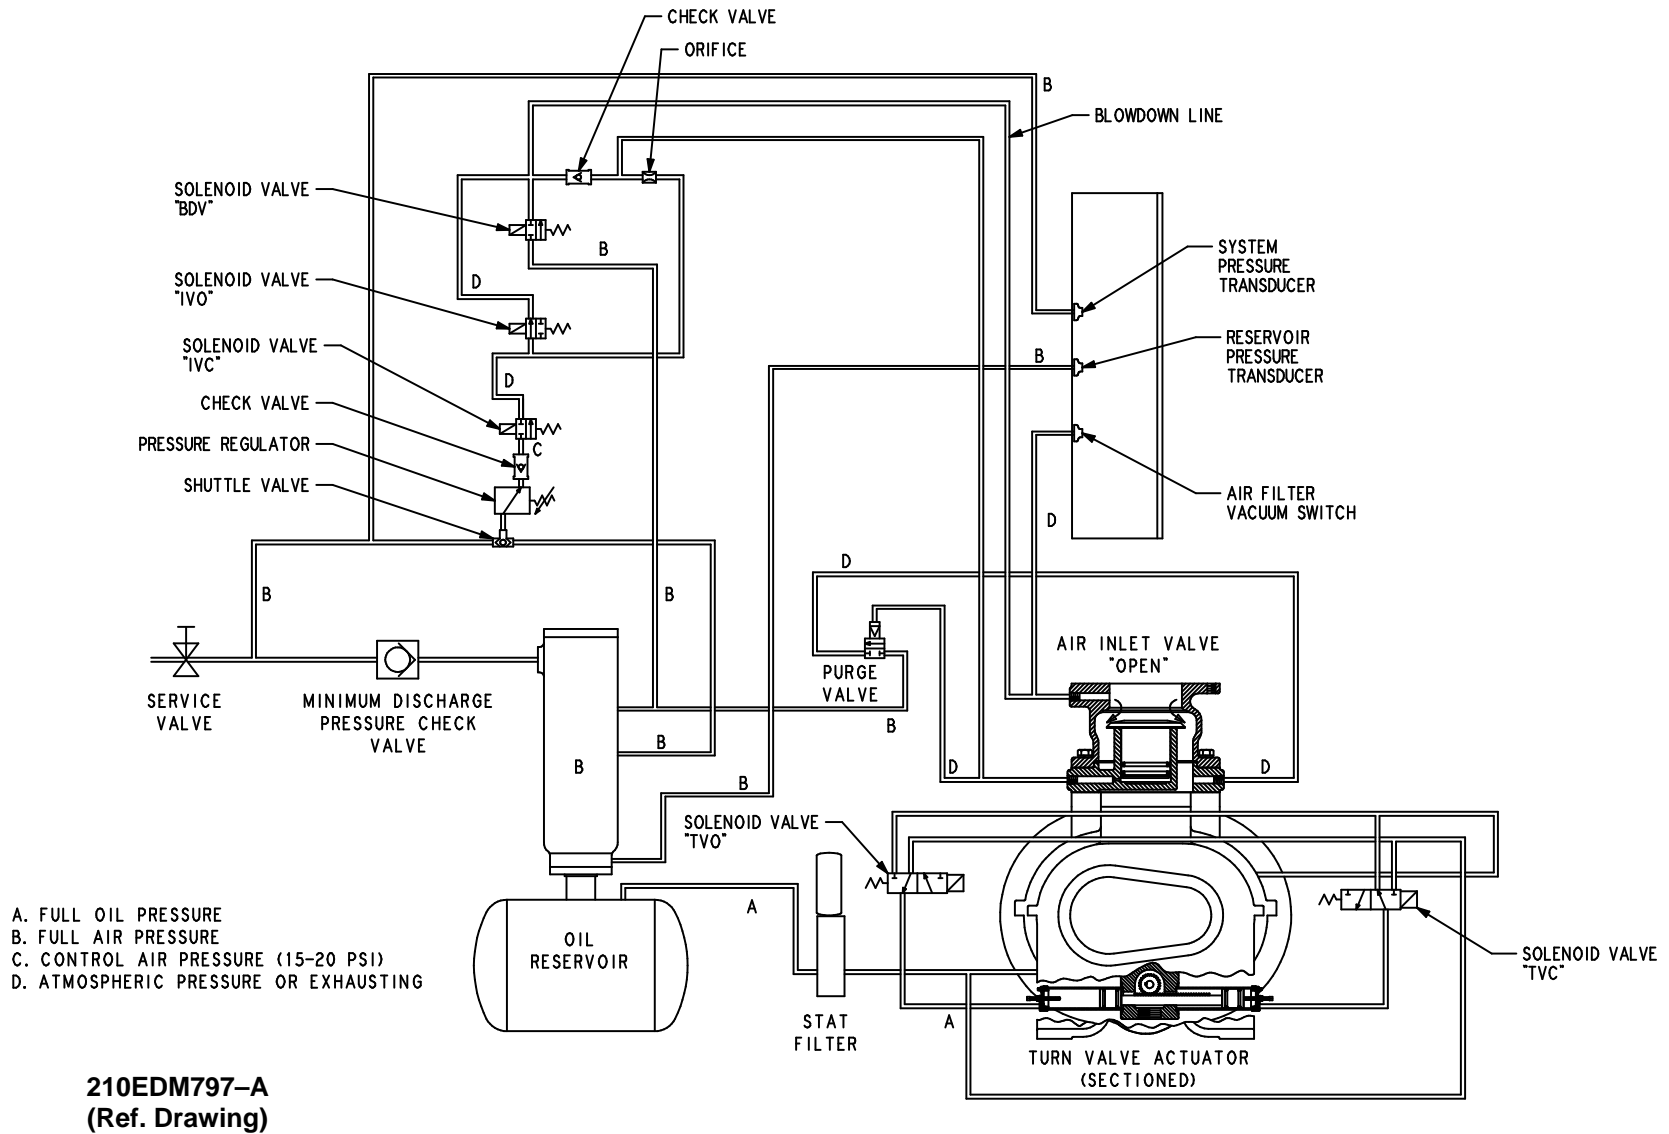 CHECK VALVE
ORIFICE
B
BLOWDOWN LINE
SOLENOID VALVE
"BDV"
B
SYSTEM
PRESSURE
TRANSDUCER
SOLENOID VALVE
"IVO"
D
RESERVOIR
PRESSURE
TRANSDUCER
SOLENOID VALVE
"IVC"
B
D
CHECK VALVE
PRESSURE REGULATOR
C
SHUTTLE VALVE
AIR FILTER
VACUUM SWITCH
D
D
B
B
AIR INLET VALVE
"OPEN"
PURGE
VALVE
SERVICE
VALVE
MINIMUM DISCHARGE
PRESSURE CHECK
VALVE
B
B
B
D
D
B
SOLENOID VALVE
"TVO"
A
A. FULL OIL PRESSURE
B. FULL AIR PRESSURE
C. CONTROL AIR PRESSURE (15-20 PSI)
D. ATMOSPHERIC PRESSURE OR EXHAUSTING
OIL
RESERVOIR
SOLENOID VALVE
"TVC"
STAT
FILTER
A
TURN VALVE ACTUATOR
(SECTIONED)
210EDM797–A
(Ref. Drawing)